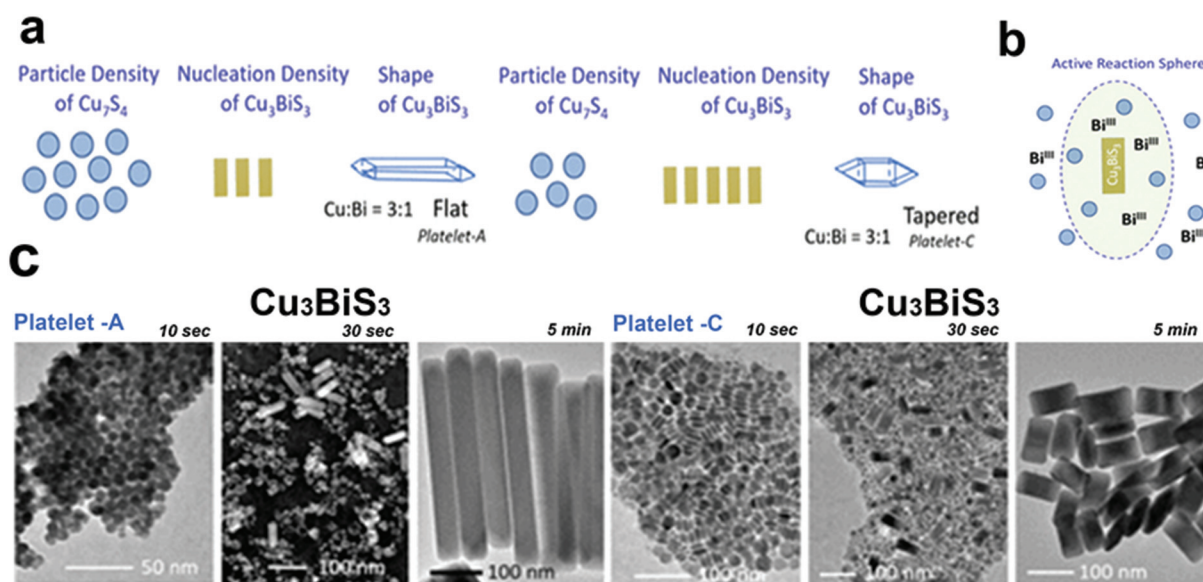 a
Particle Density
of Cu₇S₄
Nucleation Density
of Cu₃BiS₃
Shape
of Cu₃BiS₃
Cu:Bi = 3:1
Flat
Platelet-A
Particle Density
of Cu₇S₄
Nucleation Density
of Cu₃BiS₃
Shape
of Cu₃BiS₃
Cu:Bi = 3:1
Tapered
Platelet-C
b
Active Reaction Sphere
Biᴵᴵᴵ
Biᴵᴵᴵ
Biᴵᴵᴵ
Cu₃BiS₃
Biᴵᴵᴵ
Biᴵᴵᴵ
c
Cu₃BiS₃
Platelet -A
10 sec
30 sec
5 min
50 nm
100 nm
100 nm
Cu₃BiS₃
Platelet -C
10 sec
30 sec
5 min
100 nm
100 nm
100 nm